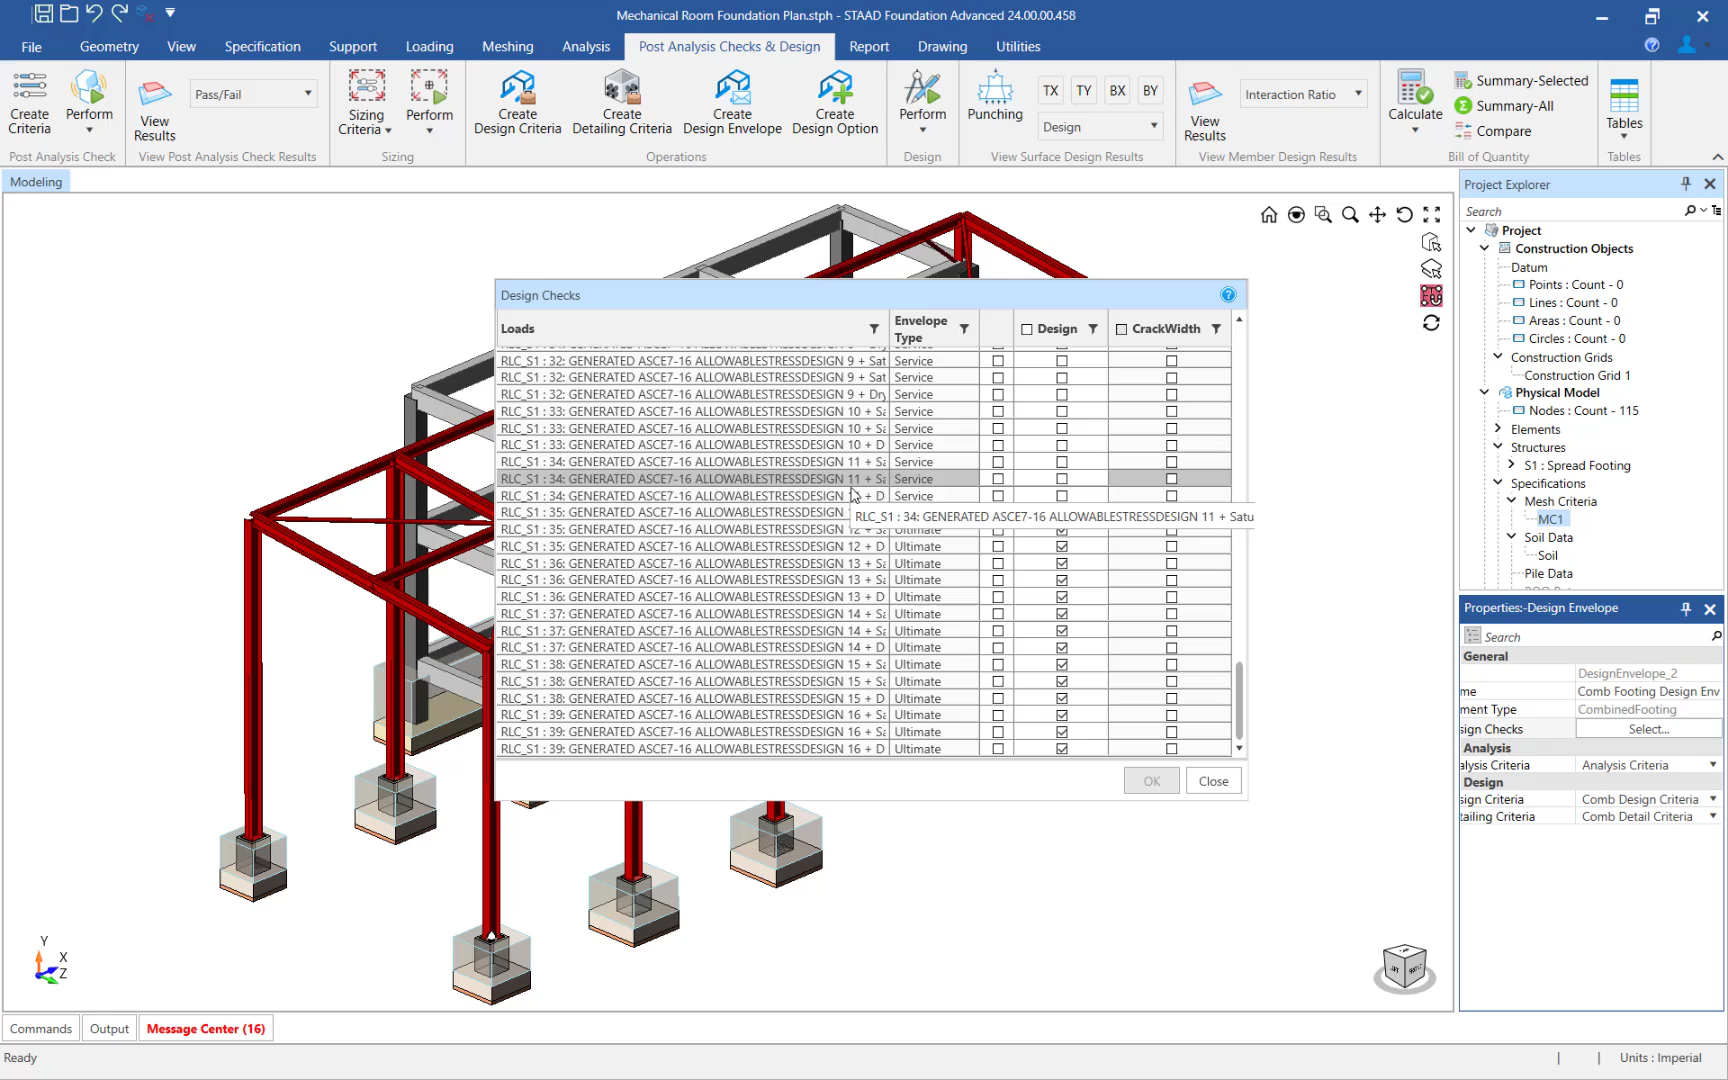 Mechanical Room Foundation Plan.stph - STAAD Foundation Advanced 24.00.00.458
File Geometry View Specification Support Loading Meshing Analysis Post Analysis Checks & Design Report Drawing Utilities
Create Criteria
Perform
View Results
Pass/Fail
Sizing Criteria
Perform
Create Design Criteria
Create Detailing Criteria
Create Design Envelope
Create Design Option
Perform
Punching
TX TY BX BY
Design
View Results
Interaction Ratio
Calculate
Summary-Selected
Summary-All
Compare
Tables
Post Analysis Check
View Post Analysis Check Results
Sizing
Operations
Design
View Surface Design Results
View Member Design Results
Bill of Quantity
Tables
Modeling
Design Checks
Loads Envelope Type Design CrackWidth
RLC_S1 : 32: GENERATED ASCE7-16 ALLOWABLESTRESSDESIGN 9 + Sat Service
RLC_S1 : 32: GENERATED ASCE7-16 ALLOWABLESTRESSDESIGN 9 + Sat Service
RLC_S1 : 32: GENERATED ASCE7-16 ALLOWABLESTRESSDESIGN 9 + Dry Service
RLC_S1 : 33: GENERATED ASCE7-16 ALLOWABLESTRESSDESIGN 10 + Sa Service
RLC_S1 : 33: GENERATED ASCE7-16 ALLOWABLESTRESSDESIGN 10 + Sa Service
RLC_S1 : 33: GENERATED ASCE7-16 ALLOWABLESTRESSDESIGN 10 + D Service
RLC_S1 : 34: GENERATED ASCE7-16 ALLOWABLESTRESSDESIGN 11 + Sa Service
RLC_S1 : 34: GENERATED ASCE7-16 ALLOWABLESTRESSDESIGN 11 + Sa Service
RLC_S1 : 34: GENERATED ASCE7-16 ALLOWABLESTRESSDESIGN + D Service
RLC_S1 : 35: GENERATED ASCE7-16 ALLOWABLESTRESSDESIGN
RLC_S1 : 34: GENERATED ASCE7-16 ALLOWABLESTRESSDESIGN 11 + Satu
RLC_S1 : 35: GENERATED ASCE7-16 ALLOWABLESTRESSDESIGN 12 + Sa Ultimate
RLC_S1 : 35: GENERATED ASCE7-16 ALLOWABLESTRESSDESIGN 12 + D Ultimate
RLC_S1 : 36: GENERATED ASCE7-16 ALLOWABLESTRESSDESIGN 13 + Sa Ultimate
RLC_S1 : 36: GENERATED ASCE7-16 ALLOWABLESTRESSDESIGN 13 + Sa Ultimate
RLC_S1 : 36: GENERATED ASCE7-16 ALLOWABLESTRESSDESIGN 13 + D Ultimate
RLC_S1 : 37: GENERATED ASCE7-16 ALLOWABLESTRESSDESIGN 14 + Sa Ultimate
RLC_S1 : 37: GENERATED ASCE7-16 ALLOWABLESTRESSDESIGN 14 + Sa Ultimate
RLC_S1 : 37: GENERATED ASCE7-16 ALLOWABLESTRESSDESIGN 14 + D Ultimate
RLC_S1 : 38: GENERATED ASCE7-16 ALLOWABLESTRESSDESIGN 15 + Sa Ultimate
RLC_S1 : 38: GENERATED ASCE7-16 ALLOWABLESTRESSDESIGN 15 + Sa Ultimate
RLC_S1 : 38: GENERATED ASCE7-16 ALLOWABLESTRESSDESIGN 15 + D Ultimate
RLC_S1 : 39: GENERATED ASCE7-16 ALLOWABLESTRESSDESIGN 16 + Sa Ultimate
RLC_S1 : 39: GENERATED ASCE7-16 ALLOWABLESTRESSDESIGN 16 + Sa Ultimate
RLC_S1 : 39: GENERATED ASCE7-16 ALLOWABLESTRESSDESIGN 16 + D Ultimate
OK Close
Project Explorer
Search
Project
Construction Objects
Datum
Points : Count - 0
Lines : Count - 0
Areas : Count - 0
Circles : Count - 0
Construction Grids
Construction Grid 1
Physical Model
Nodes : Count - 115
Elements
Structures
S1 : Spread Footing
Specifications
Mesh Criteria
MC1
Soil Data
Soil
Pile Data
Properties:-Design Envelope
Search
General
DesignEnvelope_2
me Comb Footing Design Env
ment Type CombinedFooting
sign Checks Select...
Analysis
alysis Criteria Analysis Criteria
Design
sign Criteria Comb Design Criteria
tailing Criteria Comb Detail Criteria
Y
X
Z
Commands Output Message Center (16)
Ready
Units : Imperial